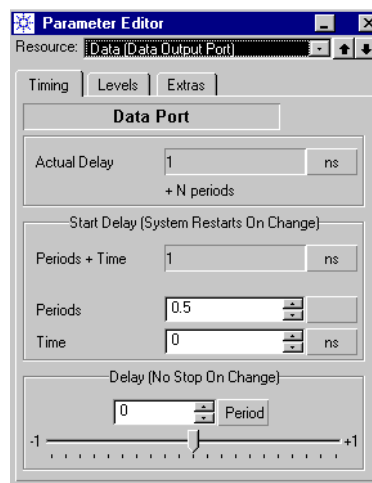 Parameter Editor
Resource: Data (Data Output Port)
Timing Levels Extras
Data Port
Actual Delay 1 ns
+ N periods
Start Delay (System Restarts On Change)
Periods + Time 1 ns
Periods 0.5
Time 0 ns
Delay (No Stop On Change)
0 Period
-1 +1